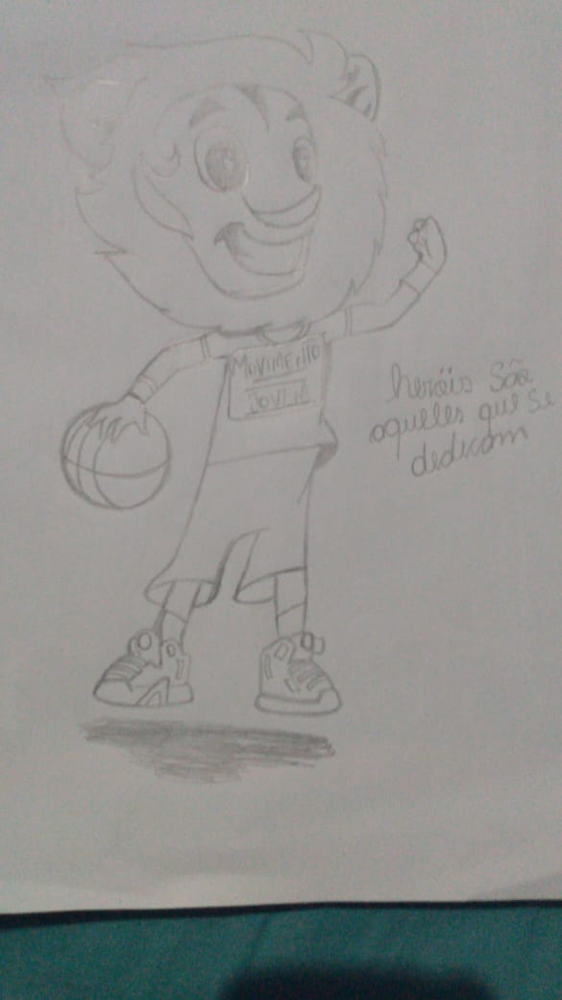 MOVIMENTO
JOVEM
heróis são
aqueles que se
dedicam